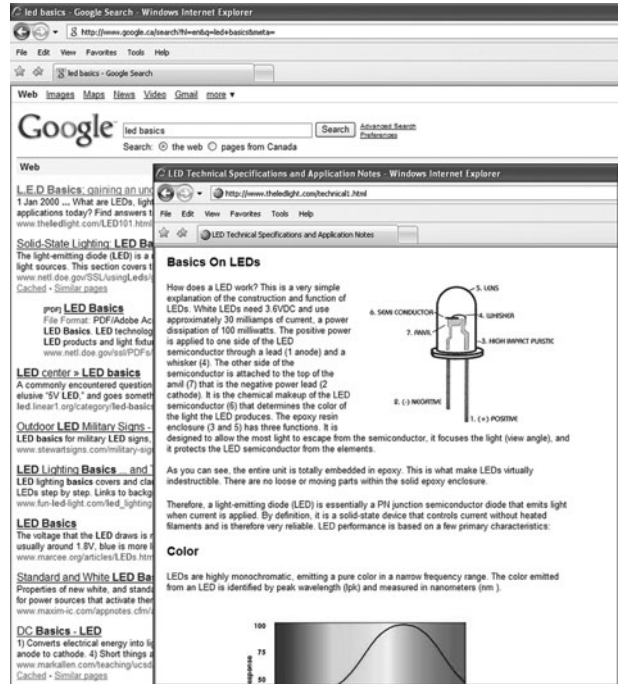 led basics - Google Search - Windows Internet Explorer
http://www.google.ca/search?hl=en&q=led+basics&meta=
File Edit View Favorites Tools Help
led basics - Google Search
Web Images Maps News Video Gmail more ▼
Google
led basics
Search
Advanced Search
Preferences
Search: the web pages from Canada
Web
L.E.D Basics: gaining an
1 Jan 2000 ... What are LEDs, light
applications today? Find answers t
www.theledlight.com/LED101.html
Solid-State Lighting: LED Ba
The light-emitting diode (LED) is a
light sources. This section covers t
www.netl.doe.gov/SSL/usingLeds/
Cached - Similar pages
[PDF] LED Basics
File Format: PDF/Adobe Ac
LED Basics. LED technolog
LED products and light fixtu
www.netl.doe.gov/ssl/PDFs/
LED center » LED basics
A commonly encountered question
elusive “5V LED,” and goes someth
led.linear1.org/category/led-basics
Outdoor LED Military Signs -
LED basics for military LED signs,
www.stewartsigns.com/military-sig
LED Lighting Basics ... and T
LED lighting basics covers and cla
LEDs step by step. Links to backg
www.fun-led-light.com/led_lighting
LED Basics
The voltage that the LED draws is r
usually around 1.8V, blue is more l
www.marcee.org/articles/LEDs.htm
Standard and White LED Bas
Properties of new white, and standa
for power sources that activate then
www.maxim-ic.com/appnotes.cfm/
DC Basics - LED
1) Converts electrical energy into lig
anode to cathode. 4) Short things a
www.markallen.com/teaching/ucsd
Cached - Similar pages
LED Technical Specifications and Application Notes - Windows Internet Explorer
http://www.theledlight.com/technical1.html
File Edit View Favorites Tools Help
LED Technical Specifications and Application Notes
Basics On LEDs
How does a LED work? This is a very simple
explanation of the construction and function of
LEDs. White LEDs need 3.6VDC and use
approximately 30 milliamps of current, a power
dissipation of 100 milliwatts. The positive power
is applied to one side of the LED
semiconductor through a lead (1 anode) and a
whisker (4). The other side of the
semiconductor is attached to the top of the
anvil (7) that is the negative power lead (2
cathode). It is the chemical makeup of the LED
semiconductor (6) that determines the color of
the light the LED produces. The epoxy resin
enclosure (3 and 5) has three functions. It is
designed to allow the most light to escape from the semiconductor, it focuses the light (view angle), and
it protects the LED semiconductor from the elements.
5. LENS
6. SEMI CONDUCTOR
4. WHISKER
7. ANVIL
3. HIGH IMPACT PLASTIC
2. (-) NEGATIVE
1. (+) POSITIVE
As you can see, the entire unit is totally embedded in epoxy. This is what make LEDs virtually
indestructible. There are no loose or moving parts within the solid epoxy enclosure.
Therefore, a light-emitting diode (LED) is essentially a PN junction semiconductor diode that emits light
when current is applied. By definition, it is a solid-state device that controls current without heated
filaments and is therefore very reliable. LED performance is based on a few primary characteristics:
Color
LEDs are highly monochromatic, emitting a pure color in a narrow frequency range. The color emitted
from an LED is identified by peak wavelength (lpk) and measured in nanometers (nm ).
100
75
50